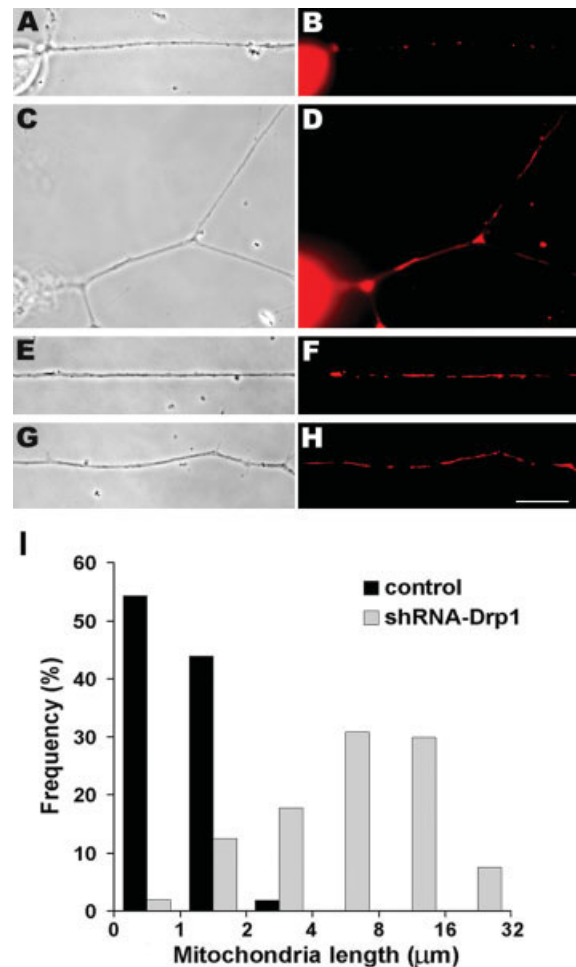 A B
C D
E F
G H
I
60
control
shRNA-Drp1
50
40
30
20
10
0
Frequency (%)
0 1 2 4 8 16 32
Mitochondria length (μm)